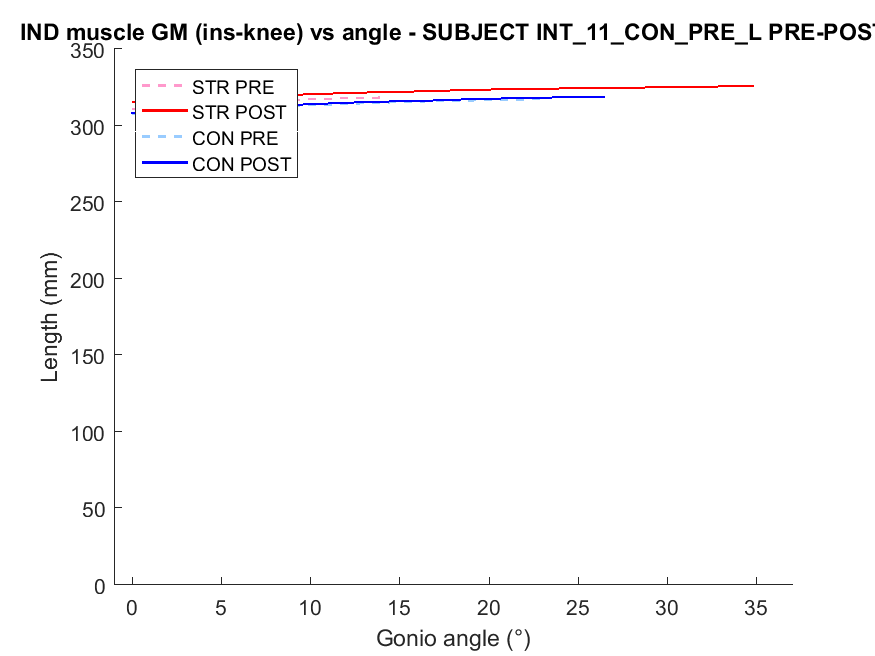 IND muscle GM (ins-knee) vs angle - SUBJECT INT_11_CON_PRE_L PRE-POST
350
300
250
200
150
100
50
0
Length (mm)
STR PRE
STR POST
CON PRE
CON POST
0 5 10 15 20 25 30 35
Gonio angle (°)